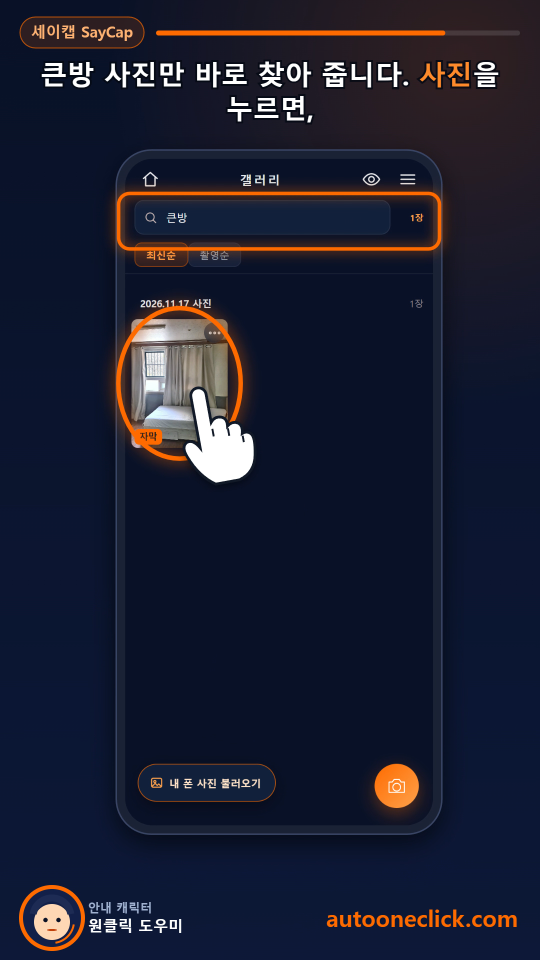 세이캡 SayCap
큰방 사진만 바로 찾아 줍니다. 사진을
누르면,
갤러리
큰방
1장
최신순
촬영순
2026.11.17 사진
1장
자막
내 폰 사진 불러오기
안내 캐릭터
원클릭 도우미
autooneclick.com